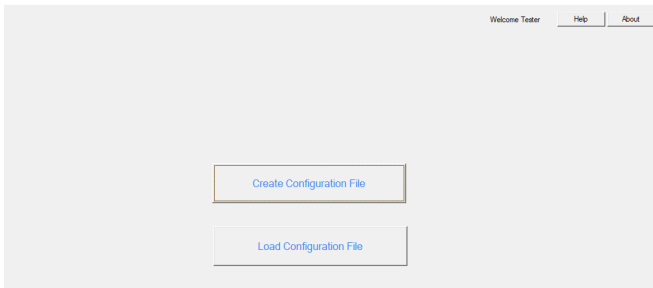 Welcome Tester Help About
Create Configuration File
Load Configuration File